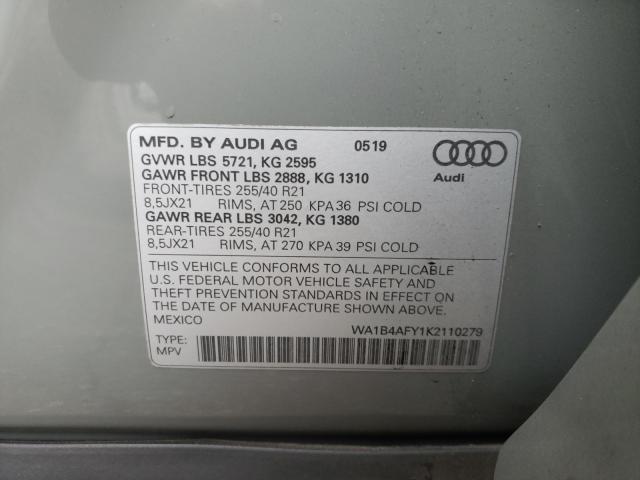 MFD. BY AUDI AG 0519
GVWR LBS 5721, KG 2595
GAWR FRONT LBS 2888, KG 1310
FRONT-TIRES 255/40 R21
8,5JX21 RIMS, AT 250 KPA 36 PSI COLD
GAWR REAR LBS 3042, KG 1380
REAR-TIRES 255/40 R21
8,5JX21 RIMS, AT 270 KPA 39 PSI COLD
Audi
THIS VEHICLE CONFORMS TO ALL APPLICABLE
U.S. FEDERAL MOTOR VEHICLE SAFETY AND
THEFT PREVENTION STANDARDS IN EFFECT ON
THE DATE OF MANUFACTURE SHOWN ABOVE.
MEXICO
WA1B4AFY1K2110279
TYPE:
MPV